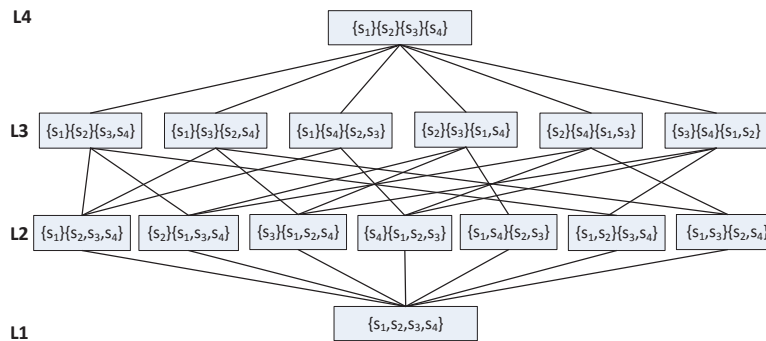 L4 {s₁}{s₂}{s₃}{s₄}
L3 {s₁}{s₂}{s₃,s₄} {s₁}{s₃}{s₂,s₄} {s₁}{s₄}{s₂,s₃} {s₂}{s₃}{s₁,s₄} {s₂}{s₄}{s₁,s₃} {s₃}{s₄}{s₁,s₂}
L2 {s₁}{s₂,s₃,s₄} {s₂}{s₁,s₃,s₄} {s₃}{s₁,s₂,s₄} {s₄}{s₁,s₂,s₃} {s₁,s₄}{s₂,s₃} {s₁,s₂}{s₃,s₄} {s₁,s₃}{s₂,s₄}
{s₁,s₂,s₃,s₄}
L1